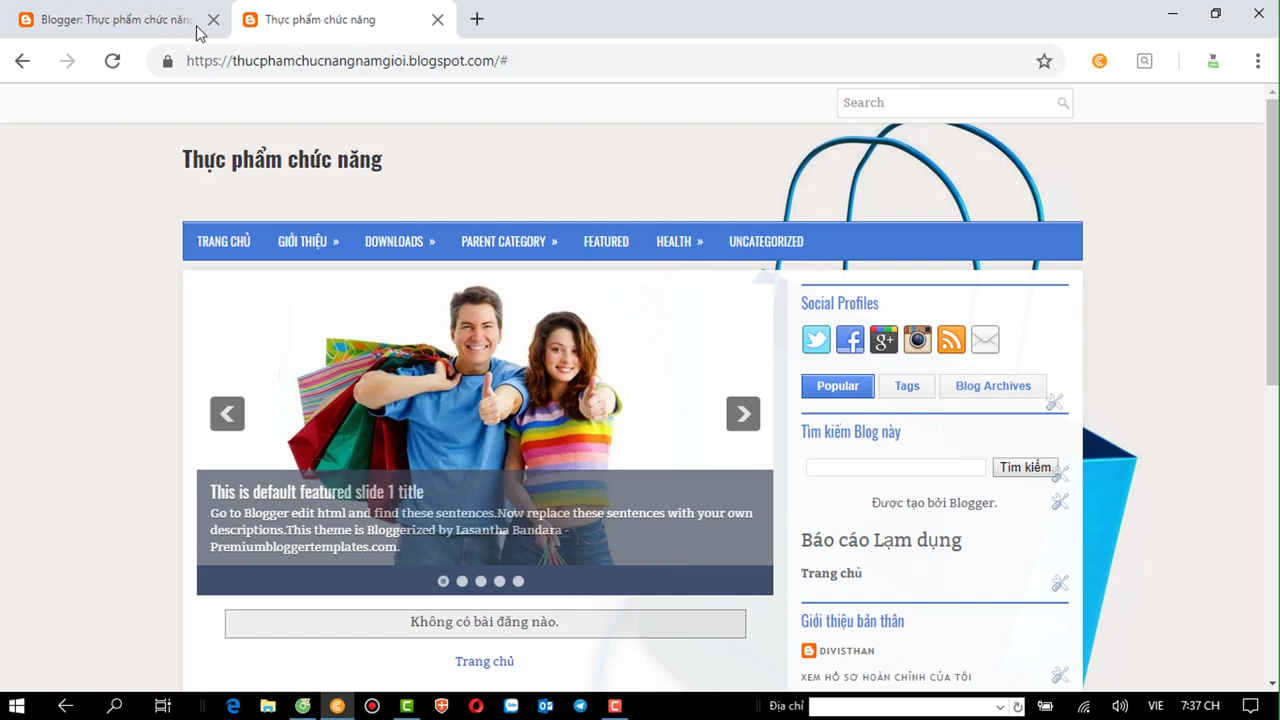 Blogger: Thực phẩm chức năng
Thực phẩm chức năng
https://thucphamchucnangnamgioi.blogspot.com/#
Search
Thực phẩm chức năng
TRANG CHỦ
GIỚI THIỆU »
DOWNLOADS »
PARENT CATEGORY »
FEATURED
HEALTH »
UNCATEGORIZED
This is default featured slide 1 title
Go to Blogger edit html and find these sentences.Now replace these sentences with your own
descriptions.This theme is Bloggerized by Lasantha Bandara -
Premiumbloggertemplates.com.
Không có bài đăng nào.
Trang chủ
Social Profiles
Popular
Tags
Blog Archives
Tìm kiếm Blog này
Tìm kiếm
Được tạo bởi Blogger.
Báo cáo Lạm dụng
Trang chủ
Giới thiệu bản thân
DIVISTHAN
XEM HỒ SƠ HOÀN CHỈNH CỦA TÔI
Địa chỉ
VIE
7:37 CH